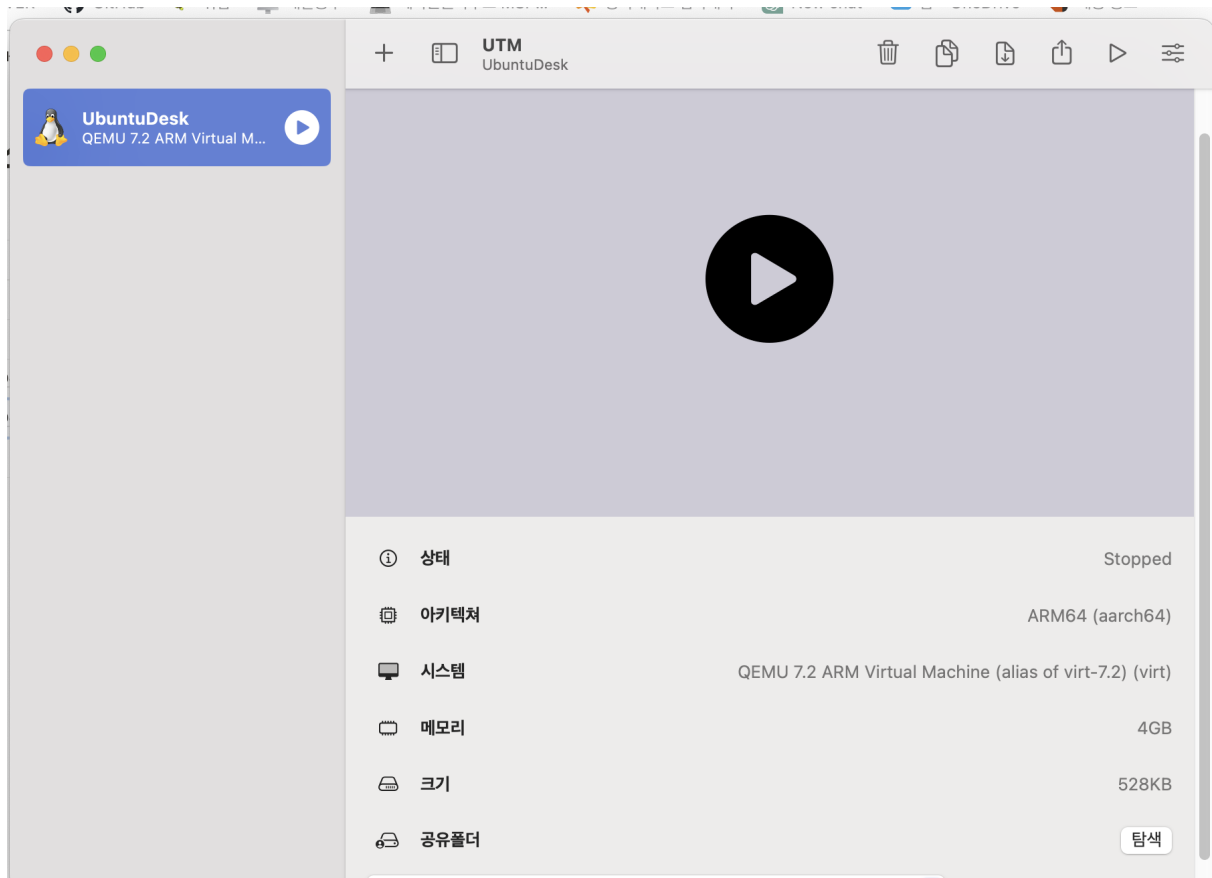 UTM
UbuntuDesk
UbuntuDesk
QEMU 7.2 ARM Virtual M...
상태
Stopped
아키텍쳐
ARM64 (aarch64)
시스템
QEMU 7.2 ARM Virtual Machine (alias of virt-7.2) (virt)
메모리
4GB
크기
528KB
공유폴더
탐색